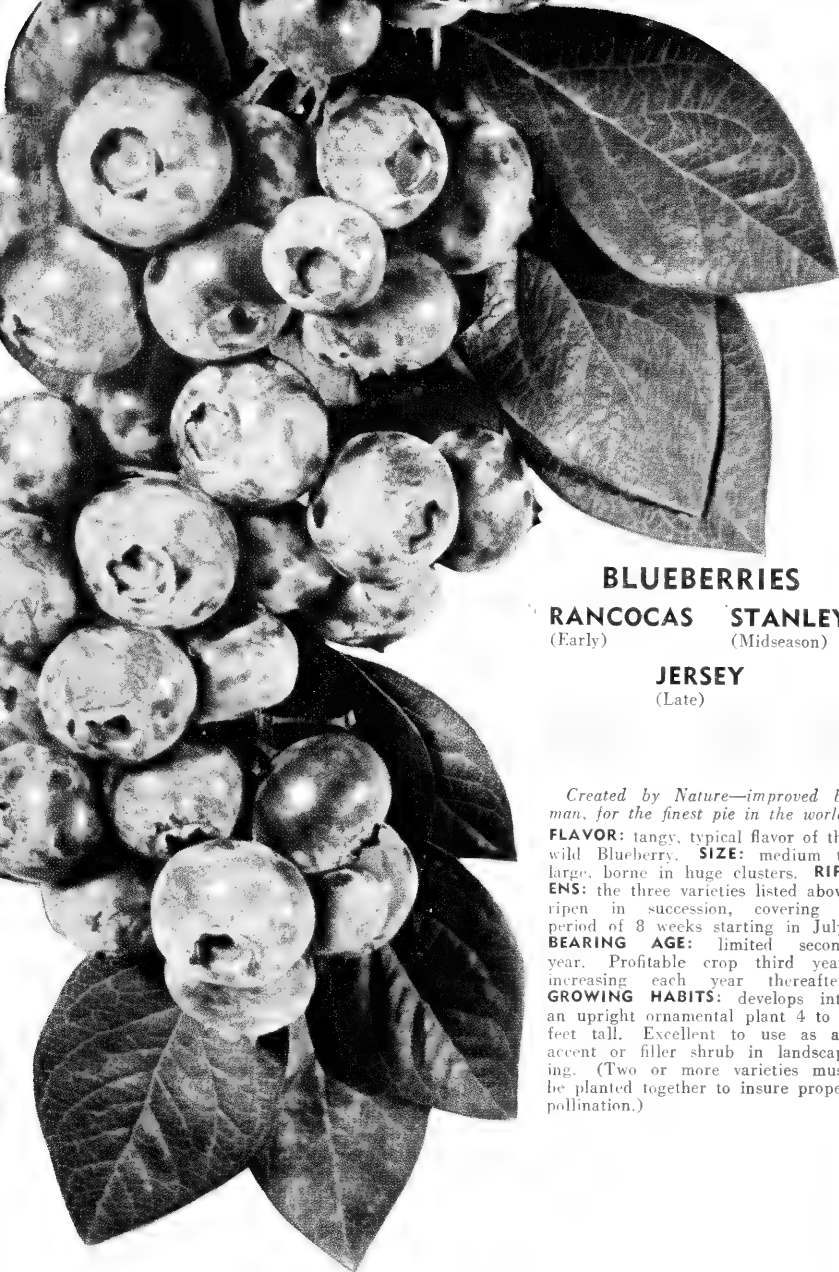 BLUEBERRIES
RANCOCAS STANLEY
(Early) (Midseason)
JERSEY
(Late)
Created by Nature—improved b
man, for the finest pie in the worl
FLAVOR: tangy, typical flavor of th
wild Blueberry. SIZE: medium t
large, borne in huge clusters. RIP
ENS: the three varieties listed abov
ripen in succession, covering
period of 8 weeks starting in Jul
BEARING AGE: limited secon
year. Profitable crop third yea
increasing each year thereafte
GROWING HABITS: develops int
an upright ornamental plant 4 to
feet tall. Excellent to use as a
accent or filler shrub in landscap
ing. (Two or more varieties mus
be planted together to insure prope
pollination.)